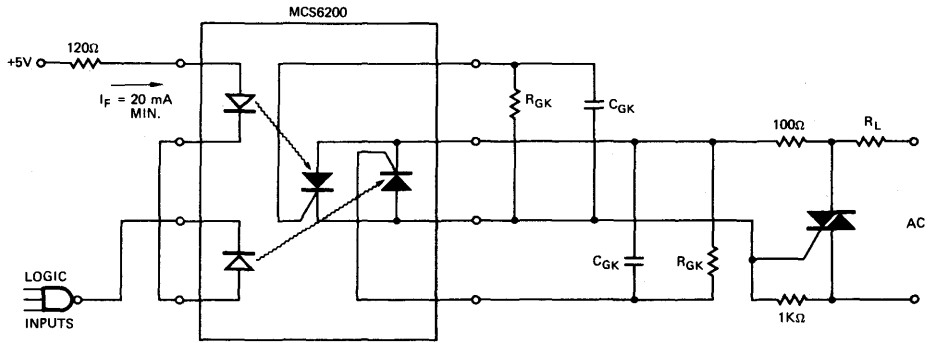 MCS6200
120Ω
+5V
I_F = 20 mA
MIN.
R_GK
C_GK
100Ω
R_L
AC
C_GK
R_GK
LOGIC
INPUTS
1KΩ